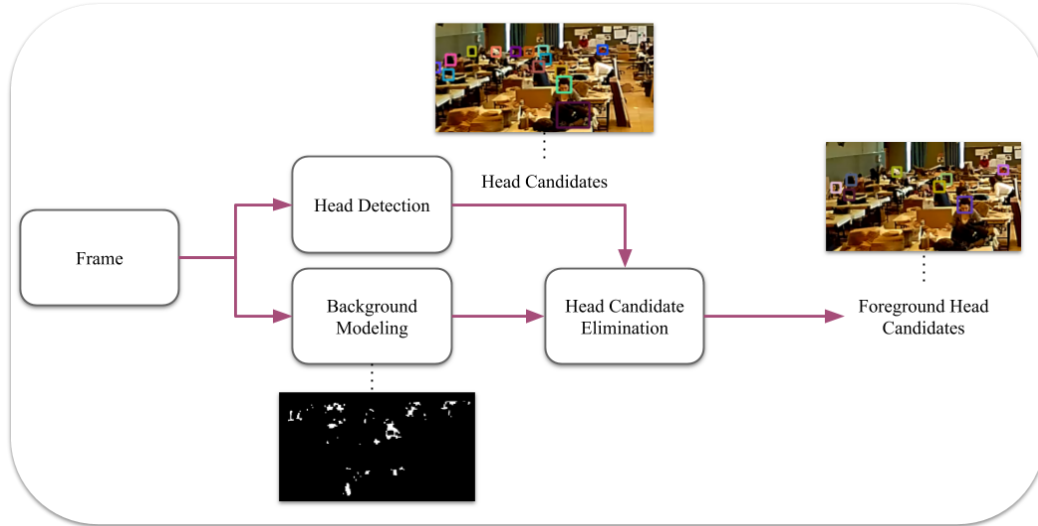 Head Candidates
Head Detection
Frame
Background
Modeling
Head Candidate
Elimination
Foreground Head
Candidates